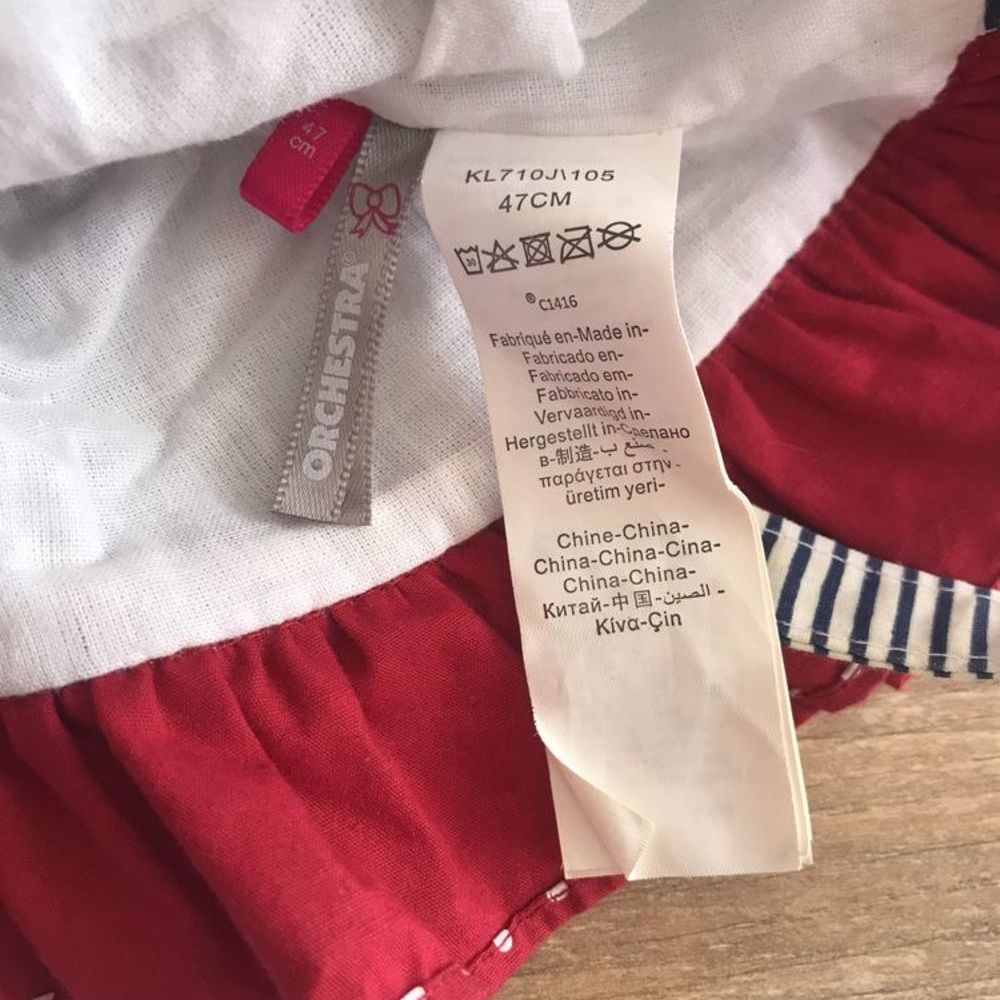 47
cm
ORCHESTRA®
KL710J\105
47CM
30
® C1416
Fabriqué en-Made in-
Fabricado en-
Fabricado em-
Fabbricato in-
Vervaardigd in-
Hergestellt in-Сделано
в-制造-صنع ب -
παράγεται στην-
üretim yeri-
Chine-China-
China-China-Cina-
China-China-
Китай-中国-الصين -
Κίνα-Çin